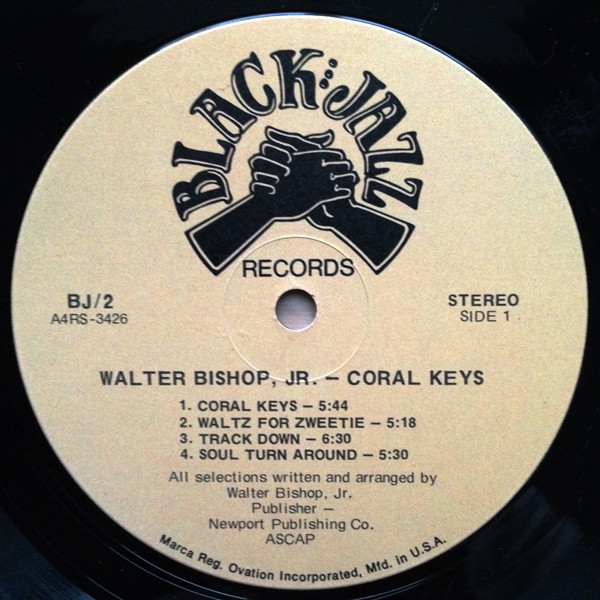 BLACK JAZZ
RECORDS
BJ/2
A4RS-3426
STEREO
SIDE 1
WALTER BISHOP, JR. – CORAL KEYS
1. CORAL KEYS – 5:44
2. WALTZ FOR ZWEETIE – 5:18
3. TRACK DOWN – 6:30
4. SOUL TURN AROUND – 5:30
All selections written and arranged by
Walter Bishop, Jr.
Publisher –
Newport Publishing Co.
ASCAP
Marca Reg. Ovation Incorporated, Mfd. in U.S.A.